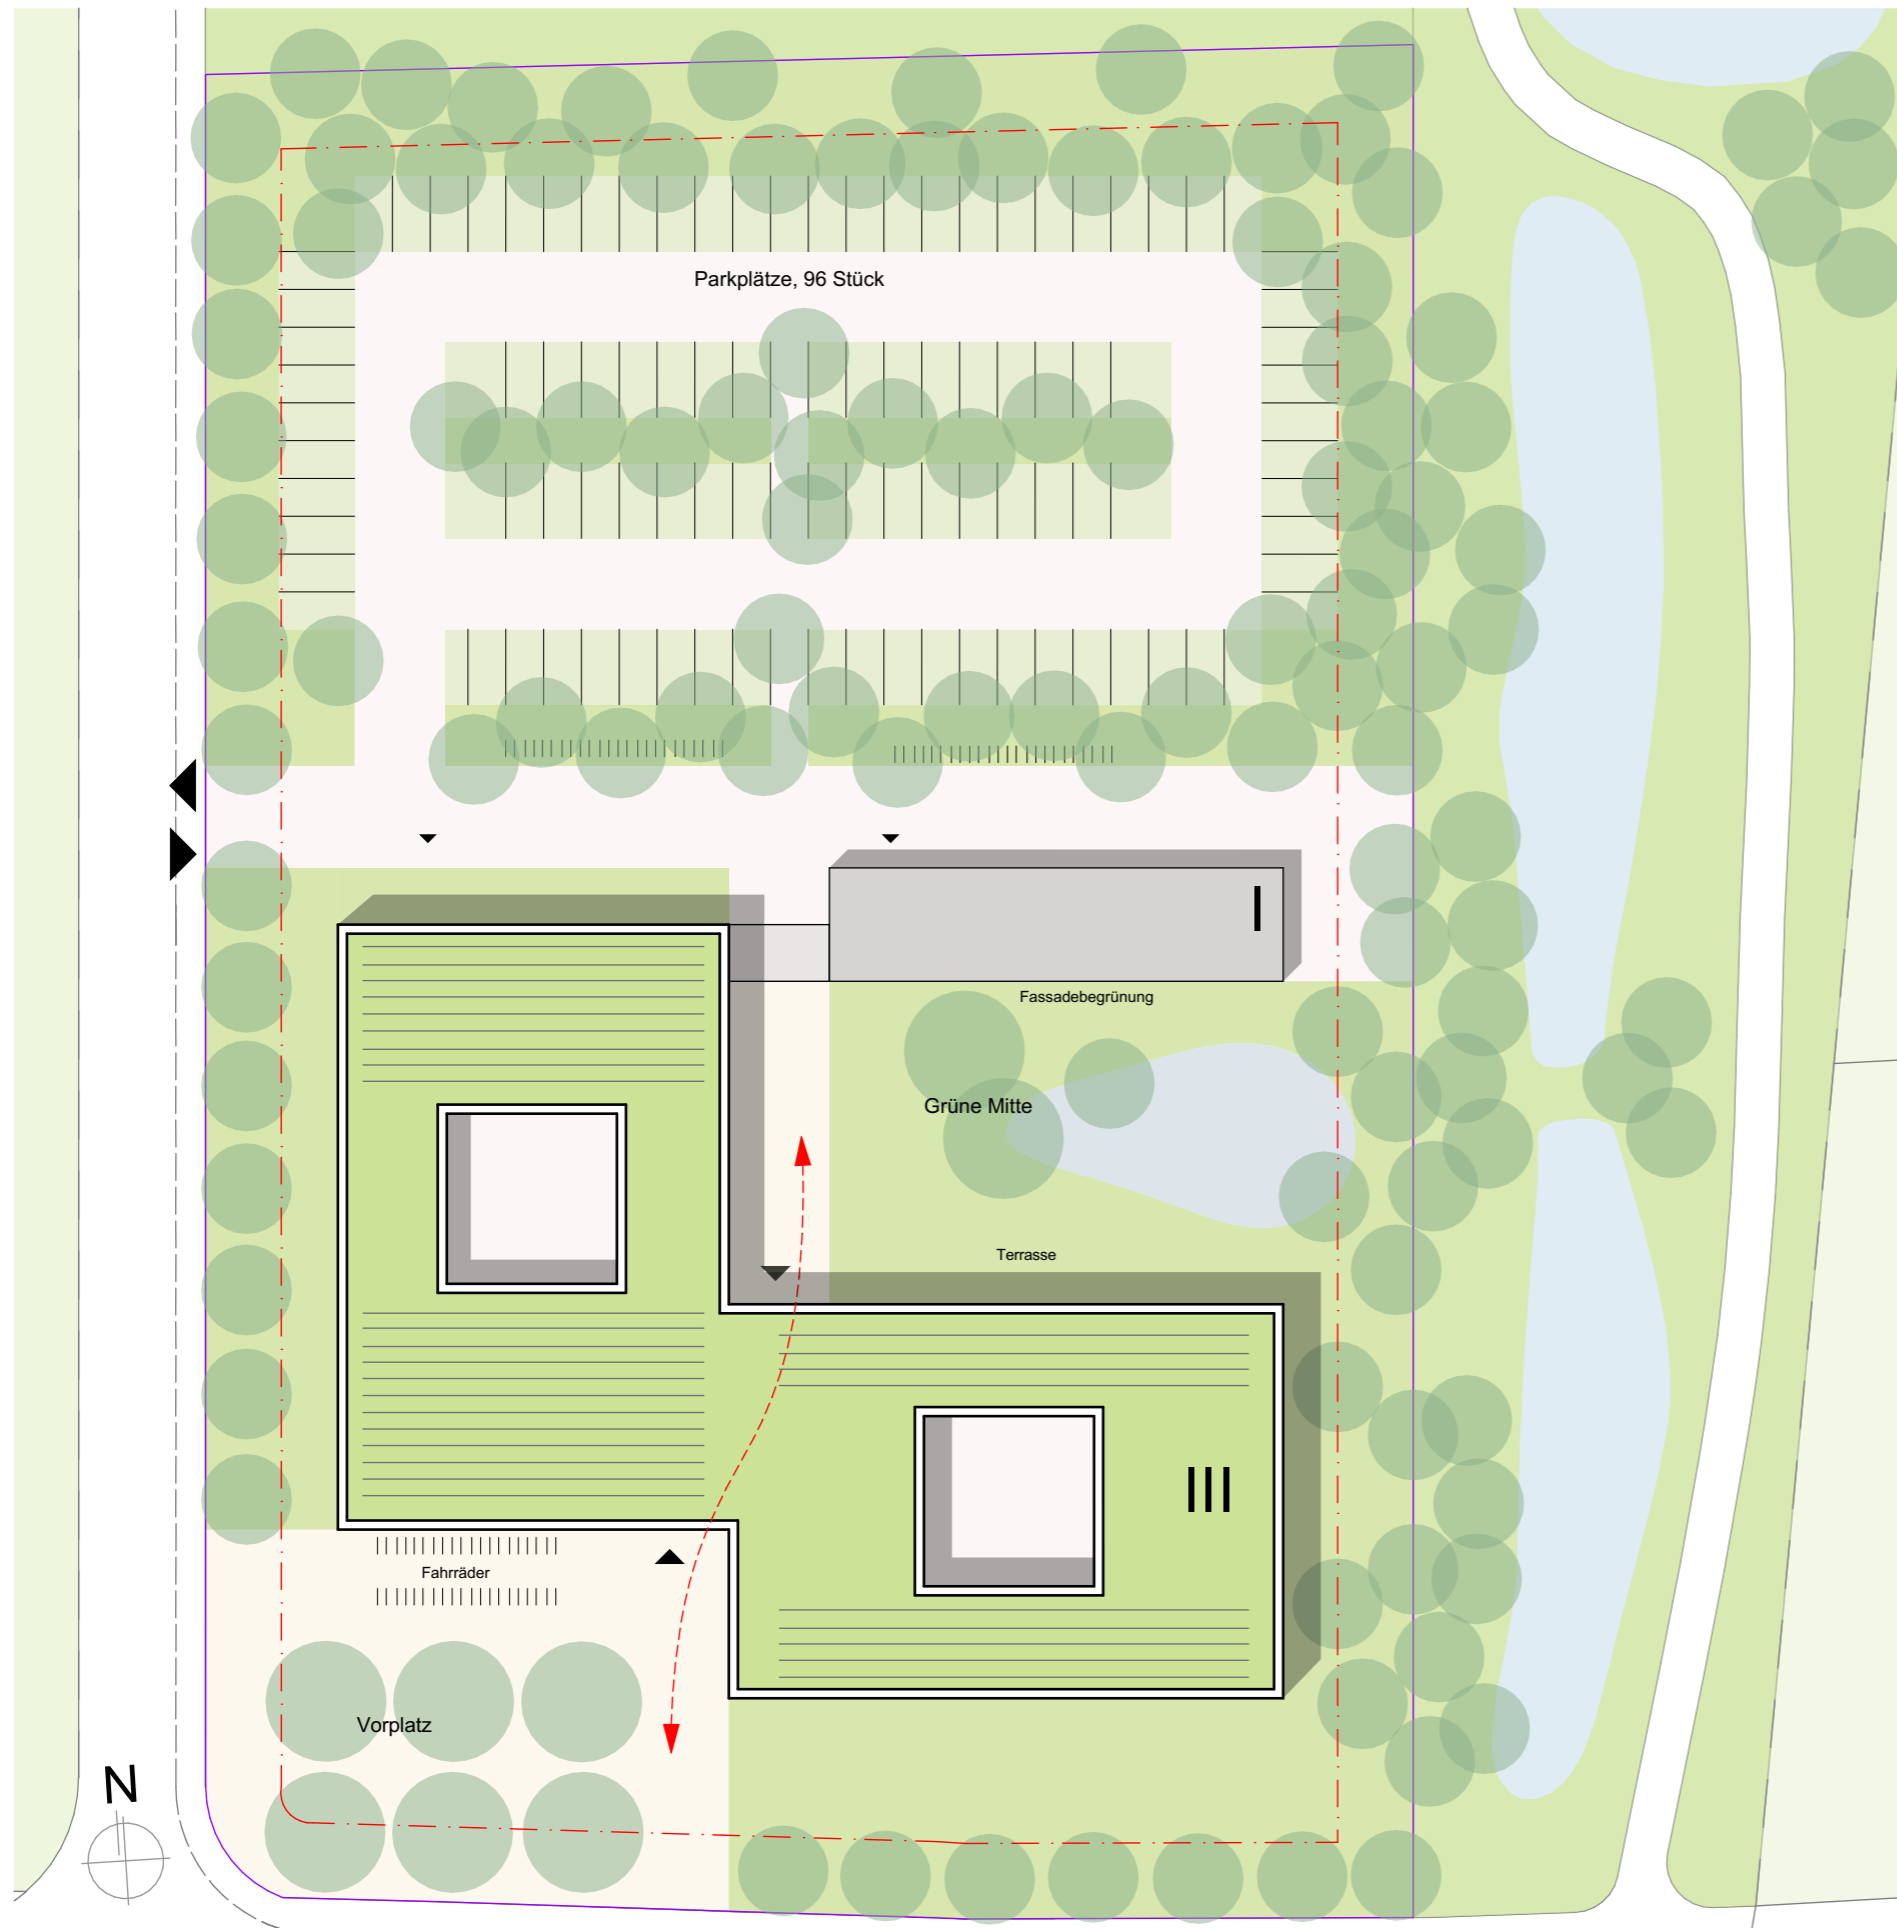 Parkplätze, 96 Stück
I
Fassadebegrünung
Grüne Mitte
Terrasse
III
Fahrräder
Vorplatz
N